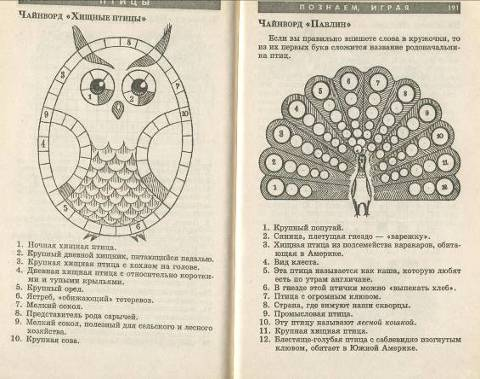 ПТИЦЫ
Чайнворд «Хищные птицы»
1. Ночная хищная птица.
2. Крупный дневной хищник, питающийся падалью.
3. Крупная хищная птица с хохлом на голове.
4. Дневная хищная птица с относительно коротки-
ми и тупыми крыльями.
5. Крупный орел.
6. Ястреб, «обижающий» тетеревов.
7. Мелкий сокол.
8. Представитель рода сарычей.
9. Мелкий сокол, полезный для сельского и лесного
хозяйства.
10. Крупная сова.
ПОЗНАЕМ, ИГРАЯ
191
Чайнворд «Павлин»
Если вы правильно впишете слова в кружочки, то
из их первых букв сложится название родоначальни-
ка птиц.
1. Крупный попугай.
2. Синица, плетущая гнездо — «варежку».
3. Хищная птица из подсемейства каракаров, обита-
ющая в Америке.
4. Вид клеста.
5. Эта птица называется как каша, которую любят
есть по утрам англичане.
6. В гнезде этой птички можно «выпекать хлеб».
7. Птица с огромным клювом.
8. Страна, где зимуют наши скворцы.
9. Промысловая птица.
10. Эту птицу называют лесной кошкой.
11. Крупная хищная птица.
12. Блестяще-голубая птица с саблевидно изогнутым
клювом, обитает в Южной Америке.